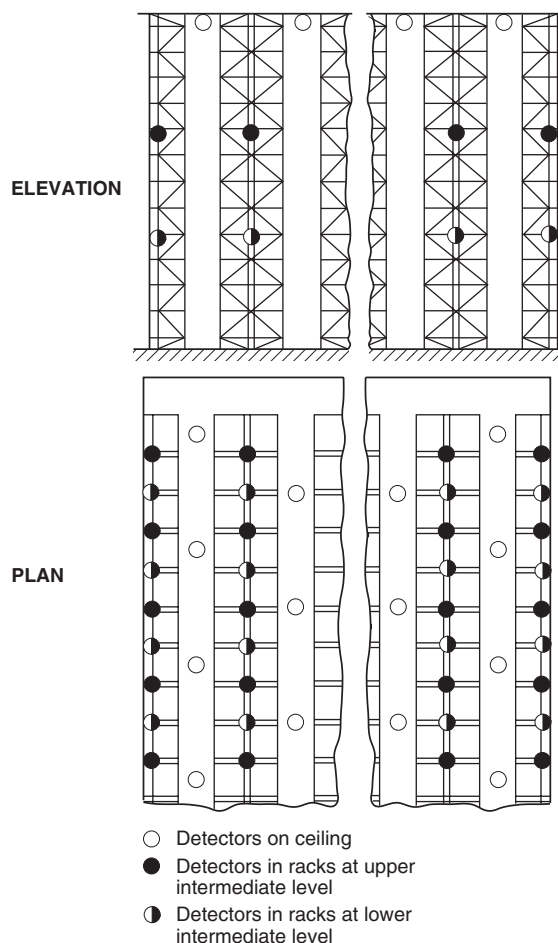 ELEVATION
PLAN
Detectors on ceiling
Detectors in racks at upper
intermediate level
Detectors in racks at lower
intermediate level